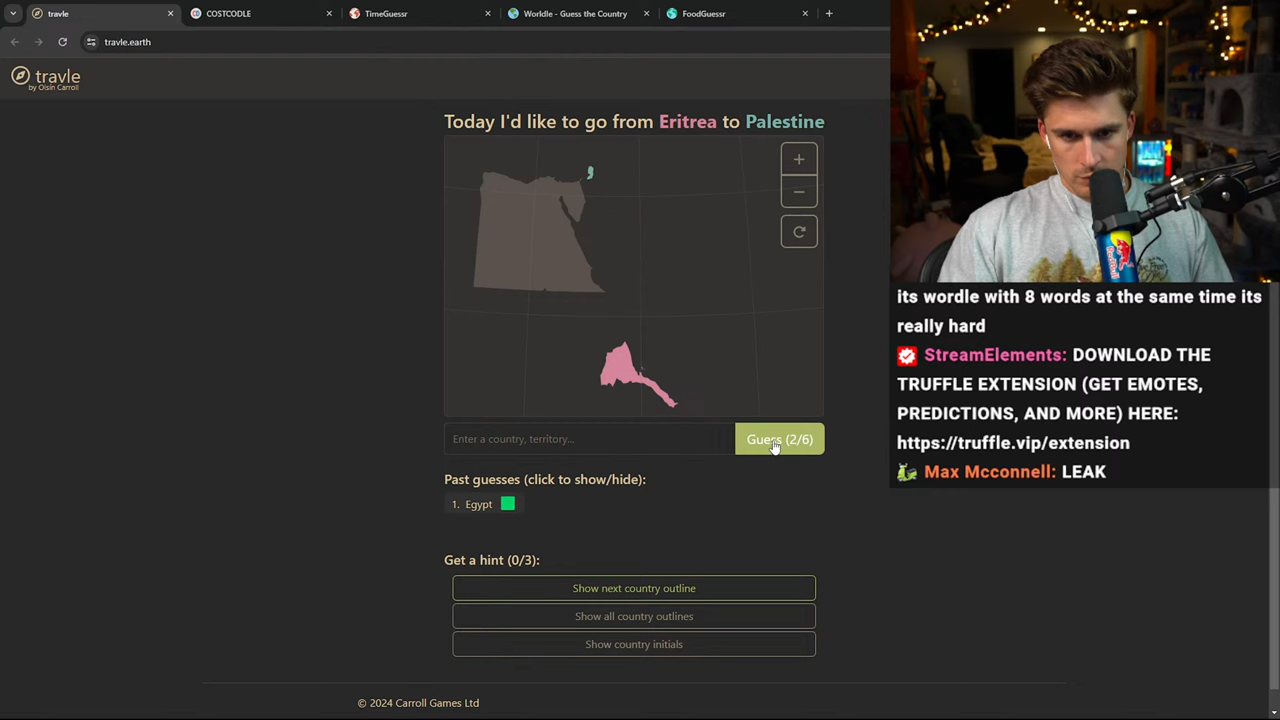 travle
COSTCODLE
TimeGuessr
Worldle - Guess the Country
FoodGuessr
travle.earth
travle
by Oisín Carroll
Today I'd like to go from Eritrea to Palestine
Enter a country, territory...
Guess (2/6)
Past guesses (click to show/hide):
1. Egypt
Get a hint (0/3):
Show next country outline
Show all country outlines
Show country initials
© 2024 Carroll Games Ltd
its wordle with 8 words at the same time its
really hard
StreamElements: DOWNLOAD THE
TRUFFLE EXTENSION (GET EMOTES,
PREDICTIONS, AND MORE) HERE:
https://truffle.vip/extension
Max Mcconnell: LEAK